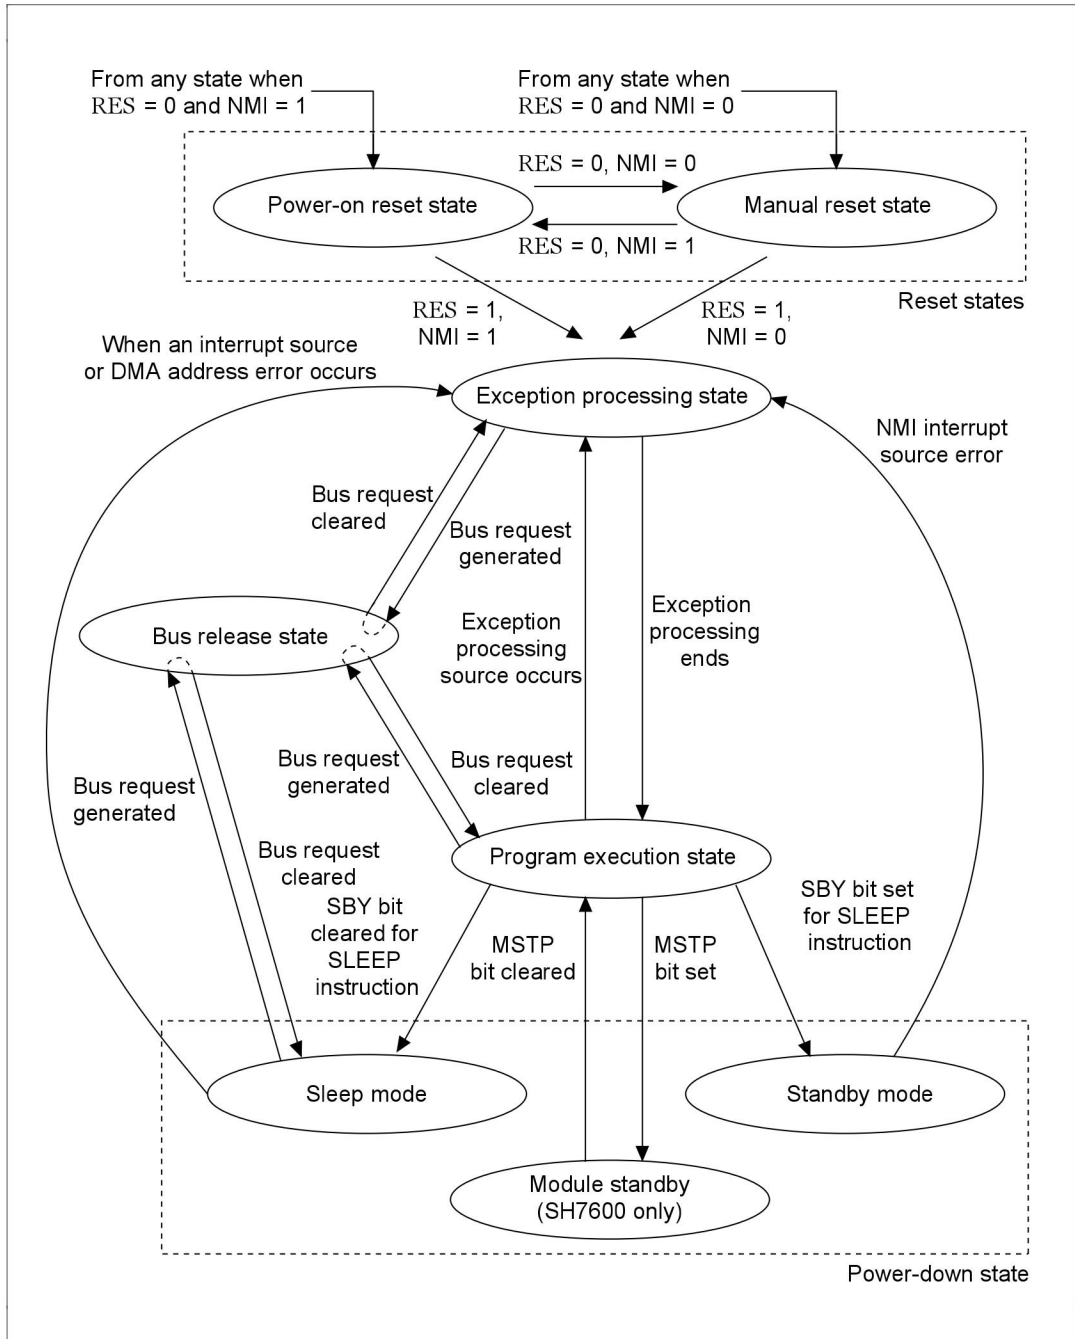 From any state when
RES = 0 and NMI = 1
From any state when
RES = 0 and NMI = 0
RES = 0, NMI = 0
Power-on reset state
Manual reset state
RES = 0, NMI = 1
Reset states
RES = 1,
NMI = 1
RES = 1,
NMI = 0
When an interrupt source
or DMA address error occurs
Exception processing state
NMI interrupt
source error
Bus request
cleared
Bus request
generated
Exception
processing
source occurs
Exception
processing
ends
Bus release state
Bus request
generated
Bus request
cleared
Bus request
generated
Bus request
cleared
Program execution state
SBY bit
cleared for
SLEEP
instruction
MSTP
bit cleared
MSTP
bit set
SBY bit set
for SLEEP
instruction
Sleep mode
Standby mode
Module standby
(SH7600 only)
Power-down state